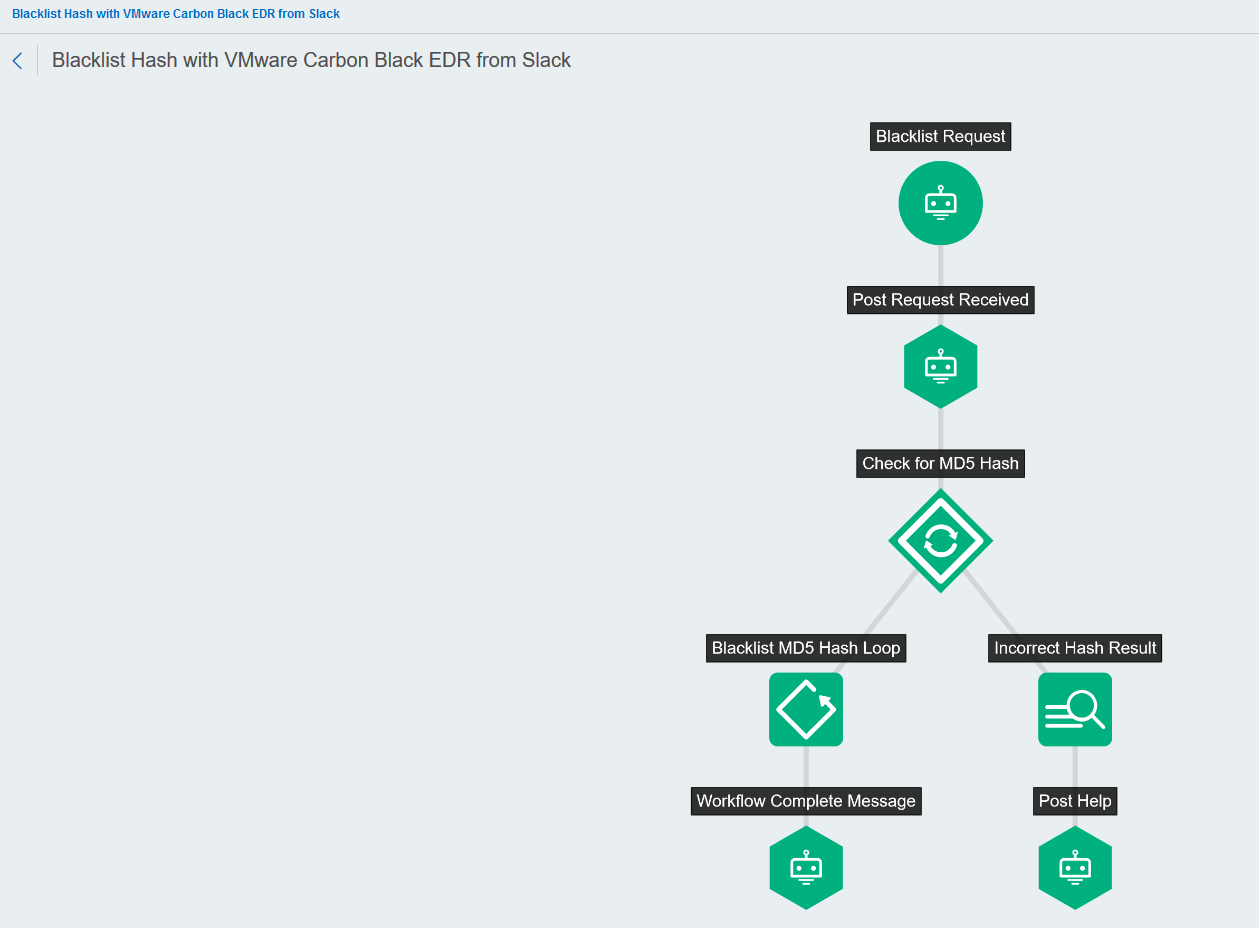 Blacklist Hash with VMware Carbon Black EDR from Slack
Blacklist Hash with VMware Carbon Black EDR from Slack
Blacklist Request
Post Request Received
Check for MD5 Hash
Blacklist MD5 Hash Loop
Incorrect Hash Result
Workflow Complete Message
Post Help